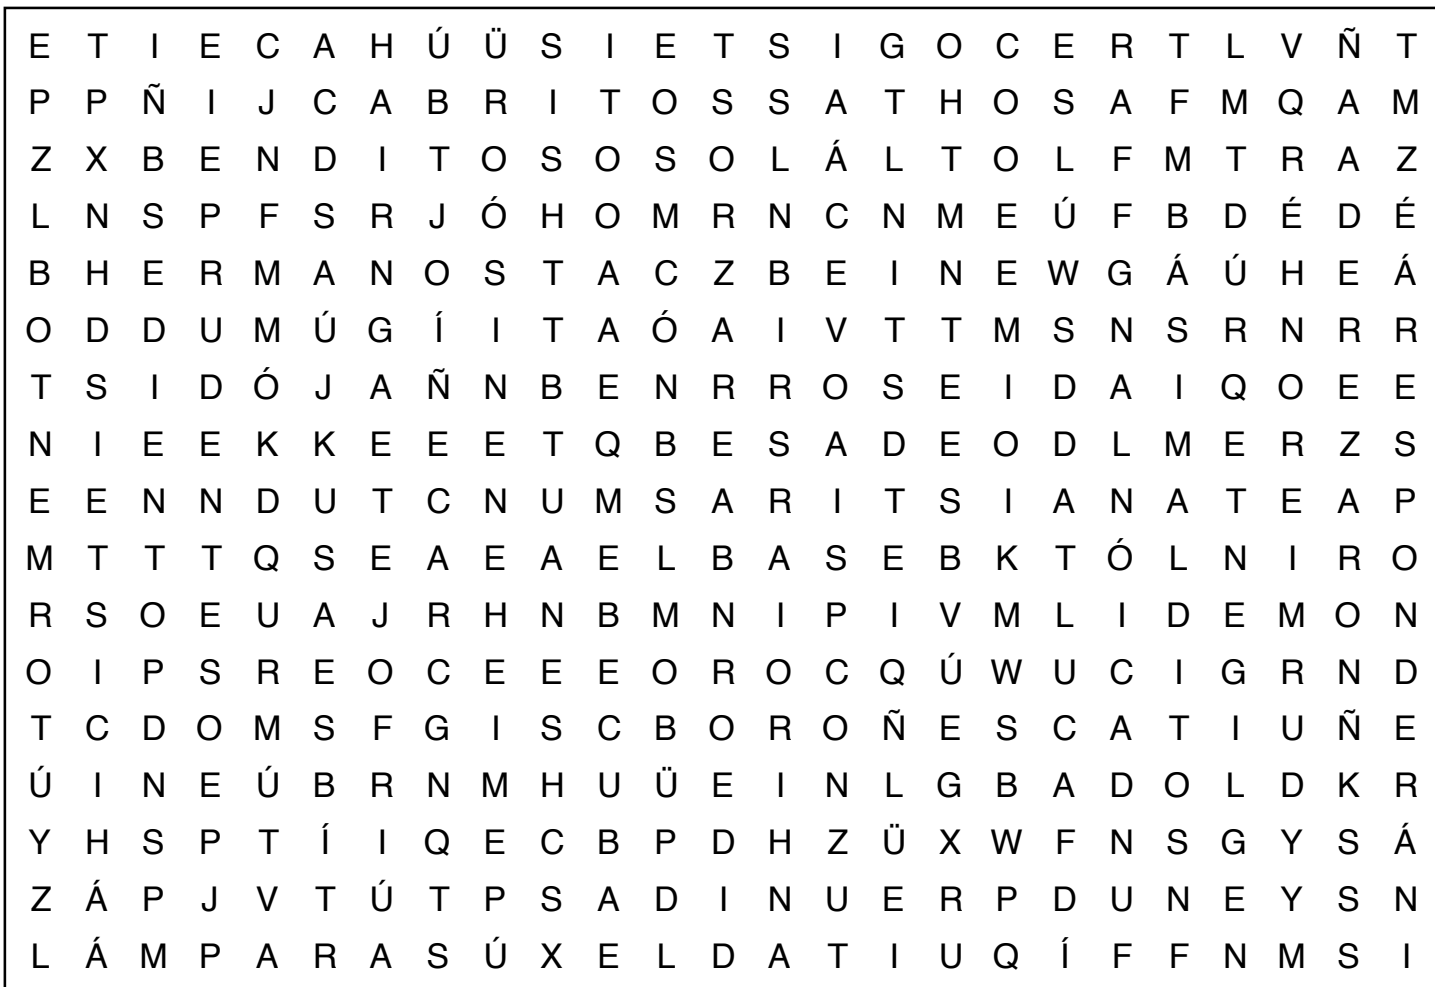 E T I E C A H Ú Ü S I E T S I G O C E R T L V Ñ T
P P Ñ I J C A B R I T O S S A T H O S A F M Q A M
Z X B E N D I T O S O S O L Á L T O L F M T R A Z
L N S P F S R J Ó H O M R N C N M E Ú F B D É D É
B H E R M A N O S T A C Z B E I N E W G Á Ú H E Á
O D D U M Ú G Í I T A Ó A I V T T M S N S R N R R
T S I D Ó J A Ñ N B E N R R O S E I D A I Q O E E
N I E E K K E E E T Q B E S A D E O D L M E R Z S
E E N N D U T C N U M S A R I T S I A N A T E A P
M T T T Q S E A E A E L B A S E B K T Ó L N I R O
R S O E U A J R H N B M N I P I V M L I D E M O N
O I P S R E O C E E E O R O C Q Ú W U C I G R N D
T C D O M S F G I S C B O R O Ñ E S C A T I U Ñ E
Ú I N E Ú B R N M H U Ü E I N L G B A D O L D K R
Y H S P T Í I Q E C B P D H Z Ü X W F N S G Y S Á
Z Á P J V T Ú T P S A D I N U E R P D U N E Y S N
L Á M P A R A S Ú X E L D A T I U Q Í F F N M S I